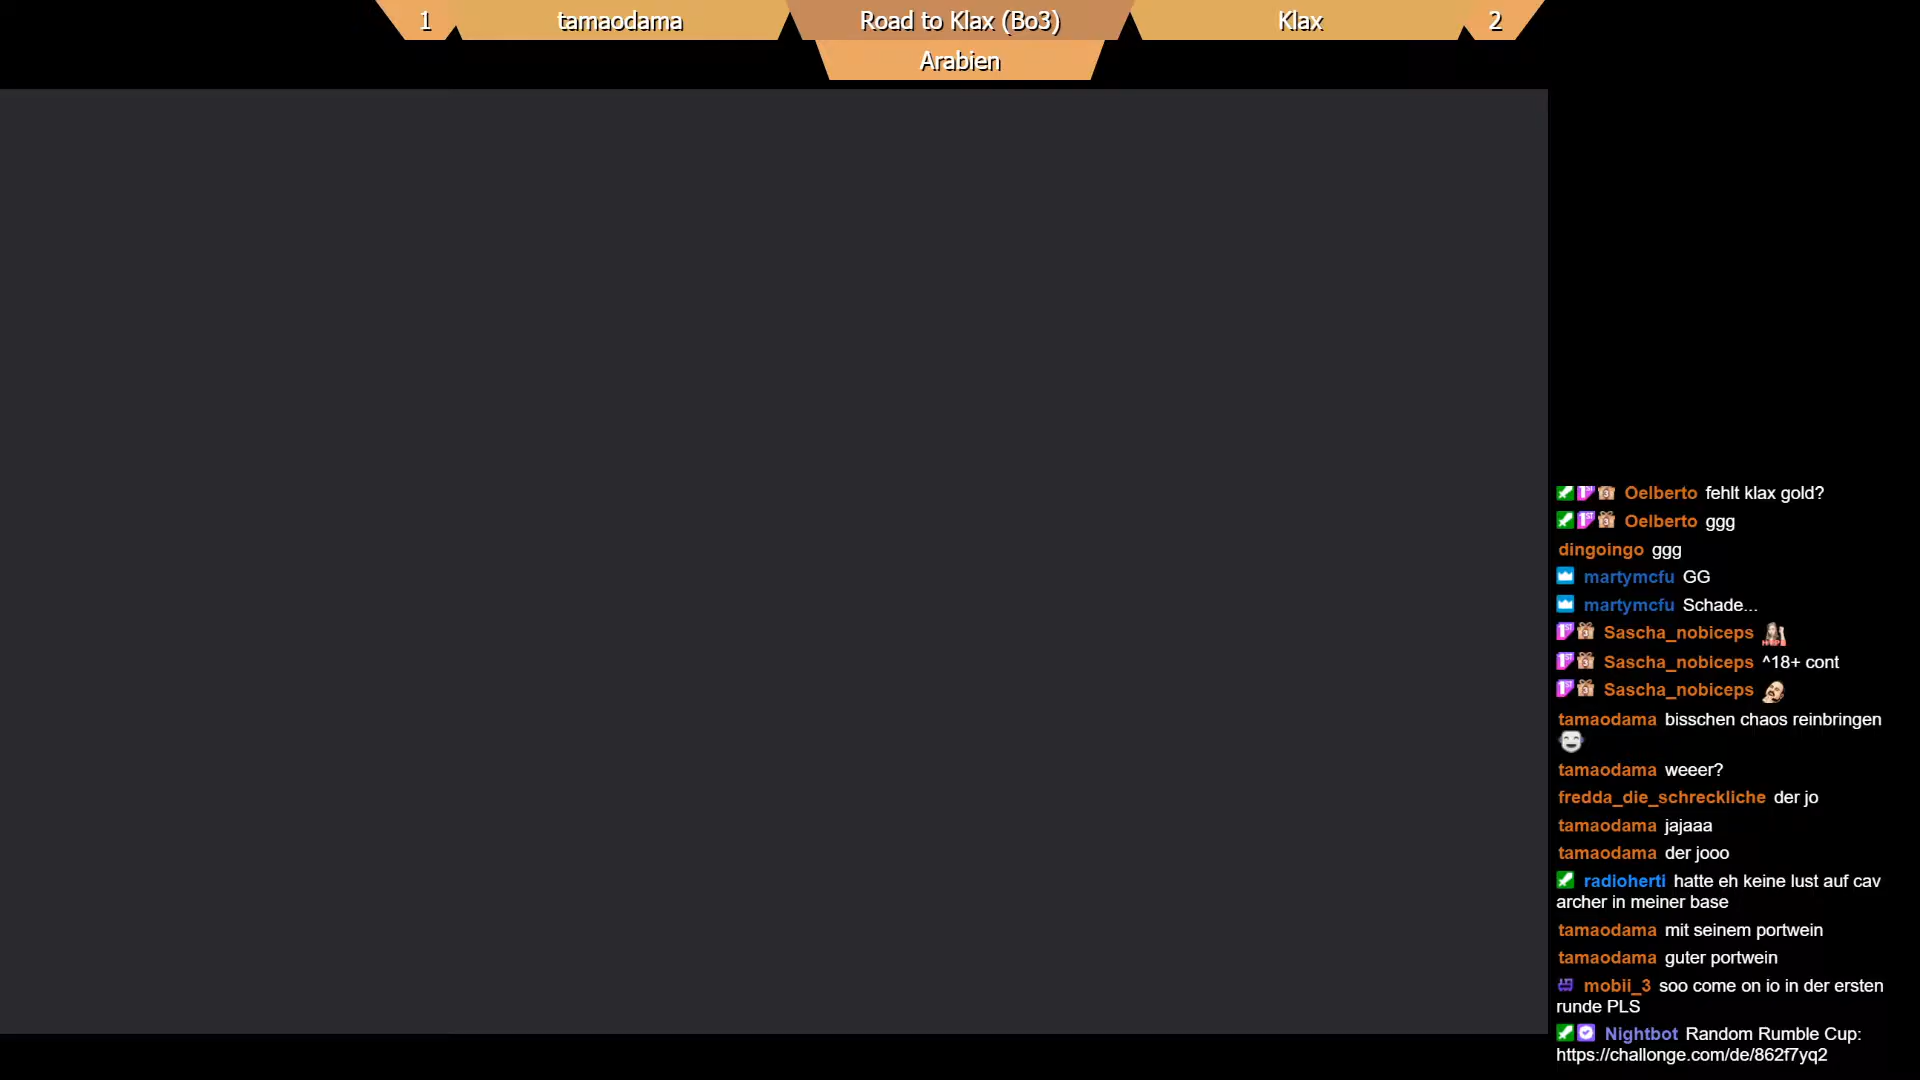 1 tamaodama Road to Klax (Bo3) Klax 2
Arabien
Oelberto fehlt klax gold?
Oelberto ggg
dingoingo ggg
martymcfu GG
martymcfu Schade...
Sascha_nobiceps
Sascha_nobiceps ^18+ cont
Sascha_nobiceps
tamaodama bisschen chaos reinbringen
tamaodama weeer?
fredda_die_schreckliche der jo
tamaodama jajaaa
tamaodama der jooo
radioherti hatte eh keine lust auf cav
archer in meiner base
tamaodama mit seinem portwein
tamaodama guter portwein
mobii_3 soo come on io in der ersten
runde PLS
Nightbot Random Rumble Cup:
https://challonge.com/de/862f7yq2